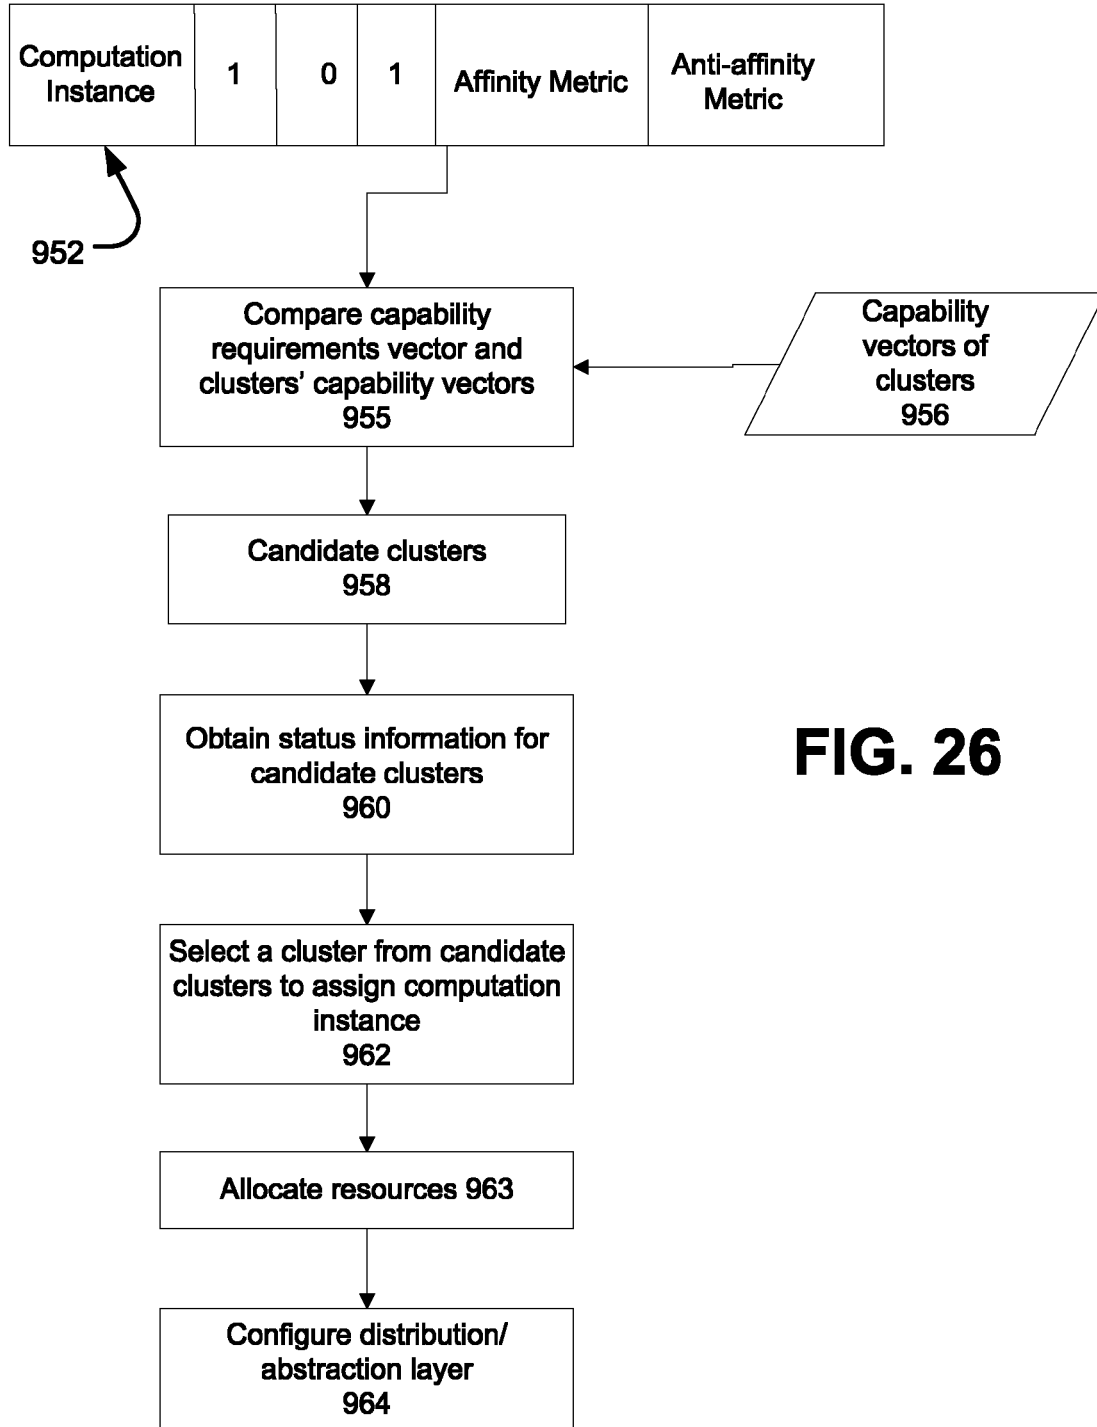 Computation
Instance
1
0
1
Affinity Metric
Anti-affinity
Metric
952
Compare capability
requirements vector and
clusters' capability vectors
955
Capability
vectors of
clusters
956
Candidate clusters
958
Obtain status information for
candidate clusters
960
FIG. 26
Select a cluster from candidate
clusters to assign computation
instance
962
Allocate resources 963
Configure distribution/
abstraction layer
964